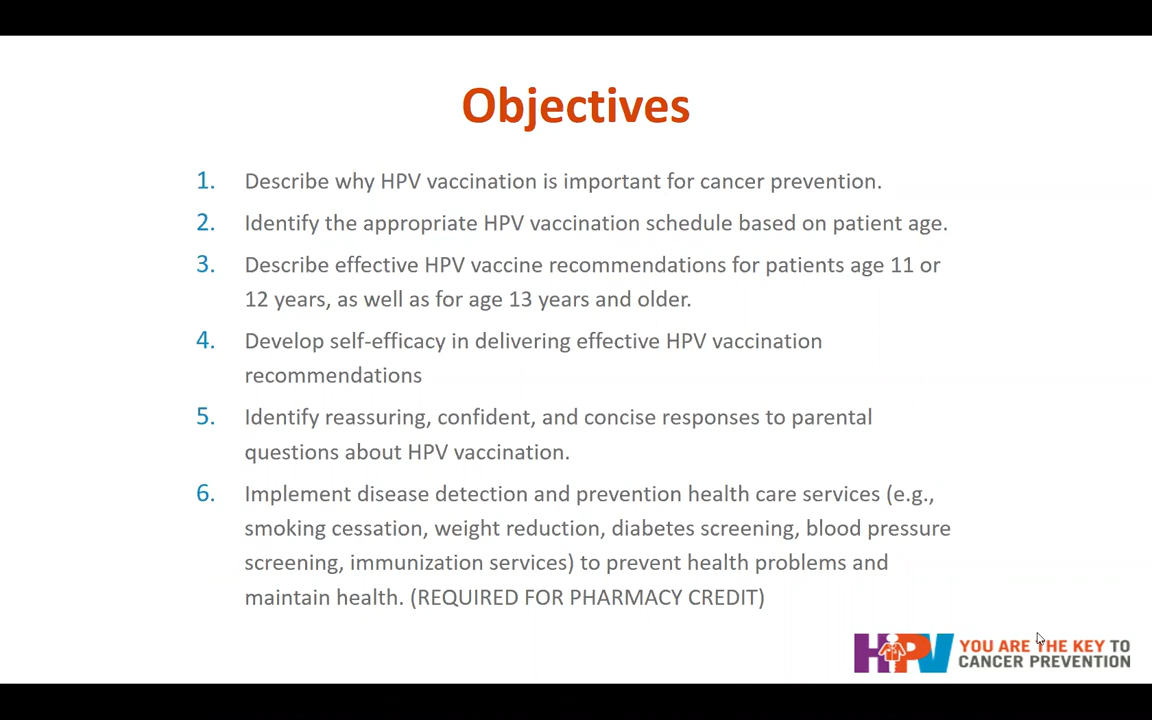 Objectives
1. Describe why HPV vaccination is important for cancer prevention.
2. Identify the appropriate HPV vaccination schedule based on patient age.
3. Describe effective HPV vaccine recommendations for patients age 11 or
12 years, as well as for age 13 years and older.
4. Develop self-efficacy in delivering effective HPV vaccination
recommendations
5. Identify reassuring, confident, and concise responses to parental
questions about HPV vaccination.
6. Implement disease detection and prevention health care services (e.g.,
smoking cessation, weight reduction, diabetes screening, blood pressure
screening, immunization services) to prevent health problems and
maintain health. (REQUIRED FOR PHARMACY CREDIT)
HPV YOU ARE THE KEY TO
CANCER PREVENTION